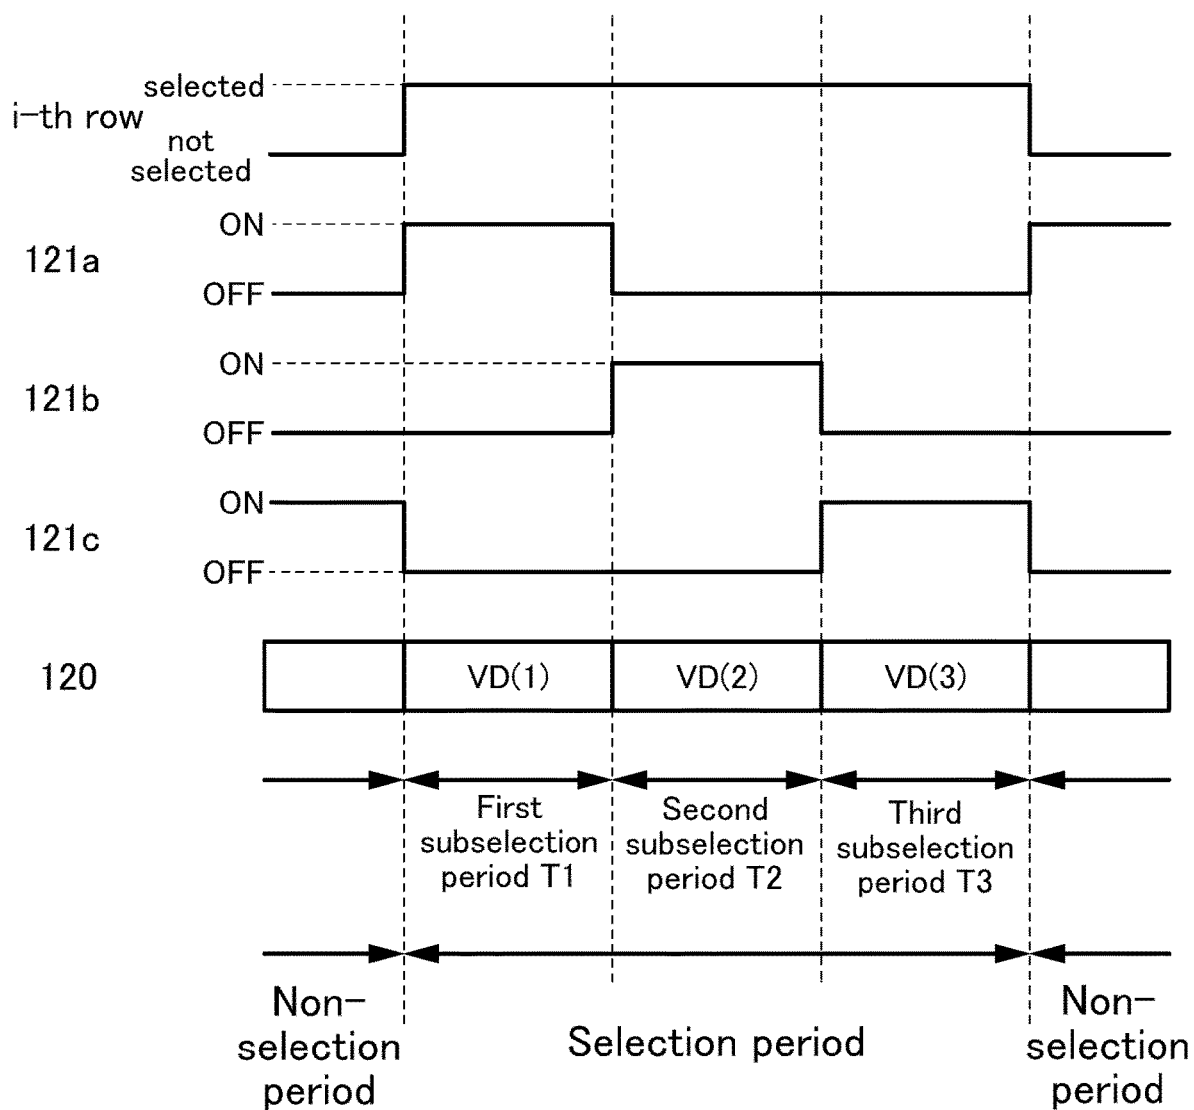 selected
i-th row
not
selected
ON
121a
OFF
ON
121b
OFF
ON
121c
OFF
120
VD(1)
VD(2)
VD(3)
First
subselection
period T1
Second
subselection
period T2
Third
subselection
period T3
Non-
selection
period
Selection period
Non-
selection
period